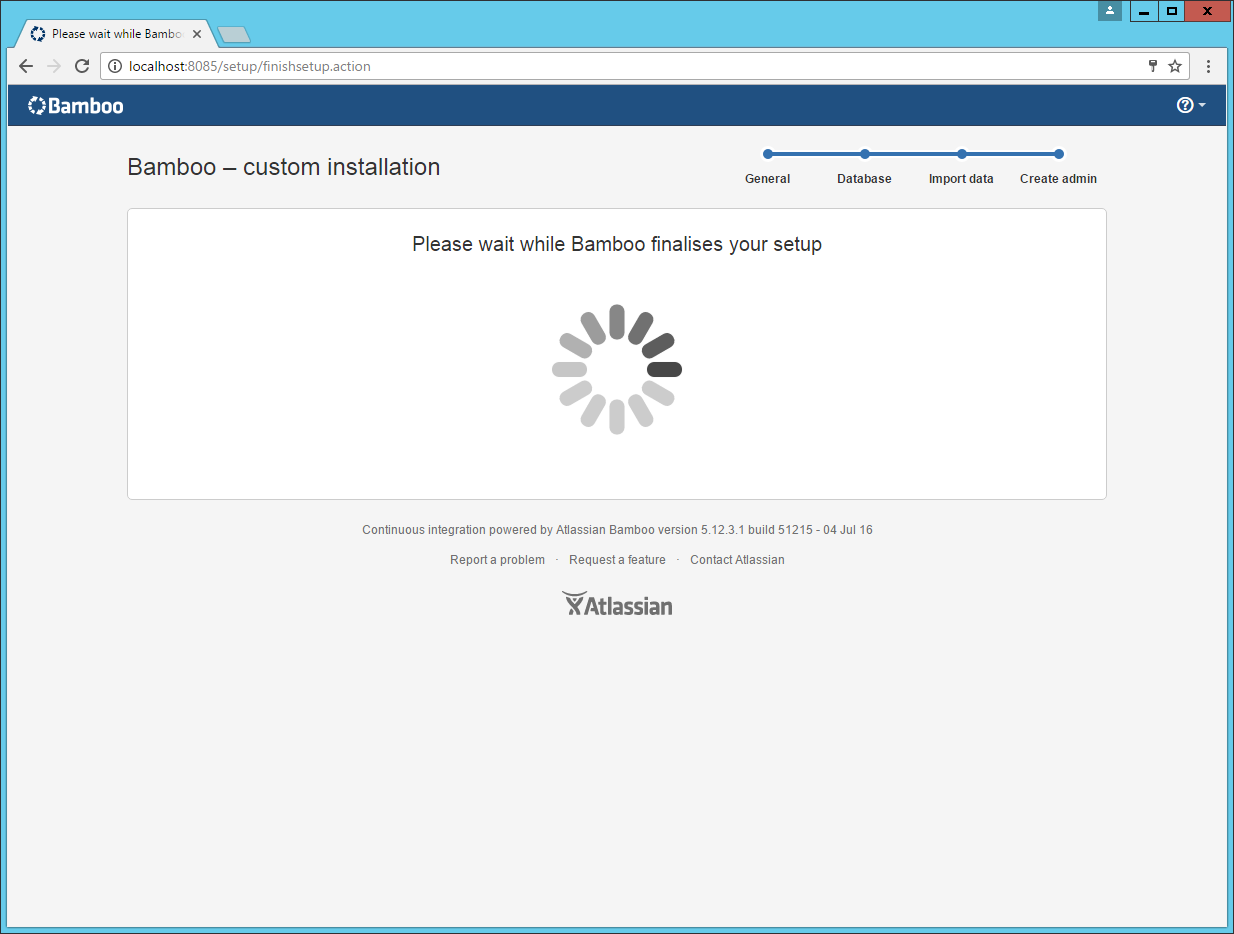 Please wait while Bambo
localhost:8085/setup/finishsetup.action
Bamboo
Bamboo – custom installation
General Database Import data Create admin
Please wait while Bamboo finalises your setup
Continuous integration powered by Atlassian Bamboo version 5.12.3.1 build 51215 - 04 Jul 16
Report a problem · Request a feature · Contact Atlassian
Atlassian